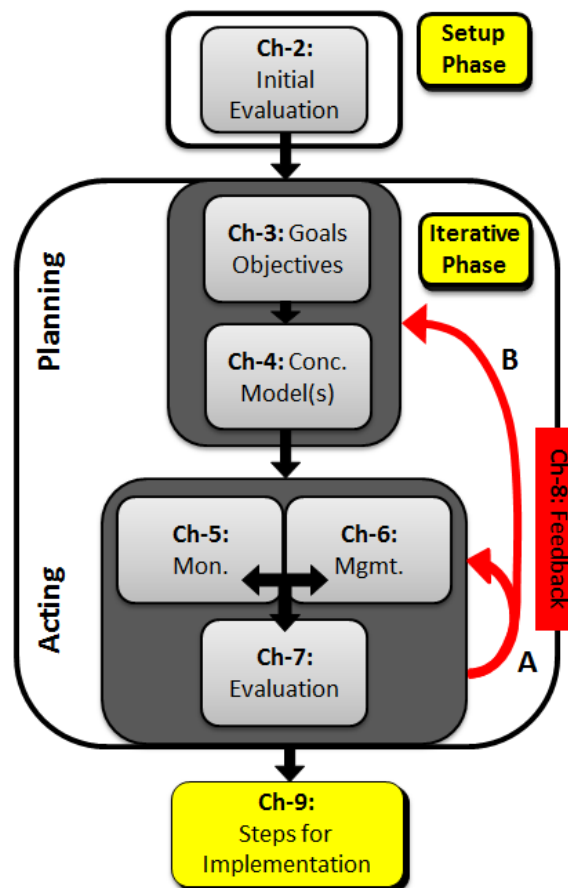 Ch-2:
Initial
Evaluation
Setup
Phase
Planning
Ch-3: Goals
Objectives
Iterative
Phase
Ch-4: Conc.
Model(s)
B
Ch-8: Feedback
Acting
Ch-5:
Mon.
Ch-6:
Mgmt.
Ch-7:
Evaluation
A
Ch-9:
Steps for
Implementation